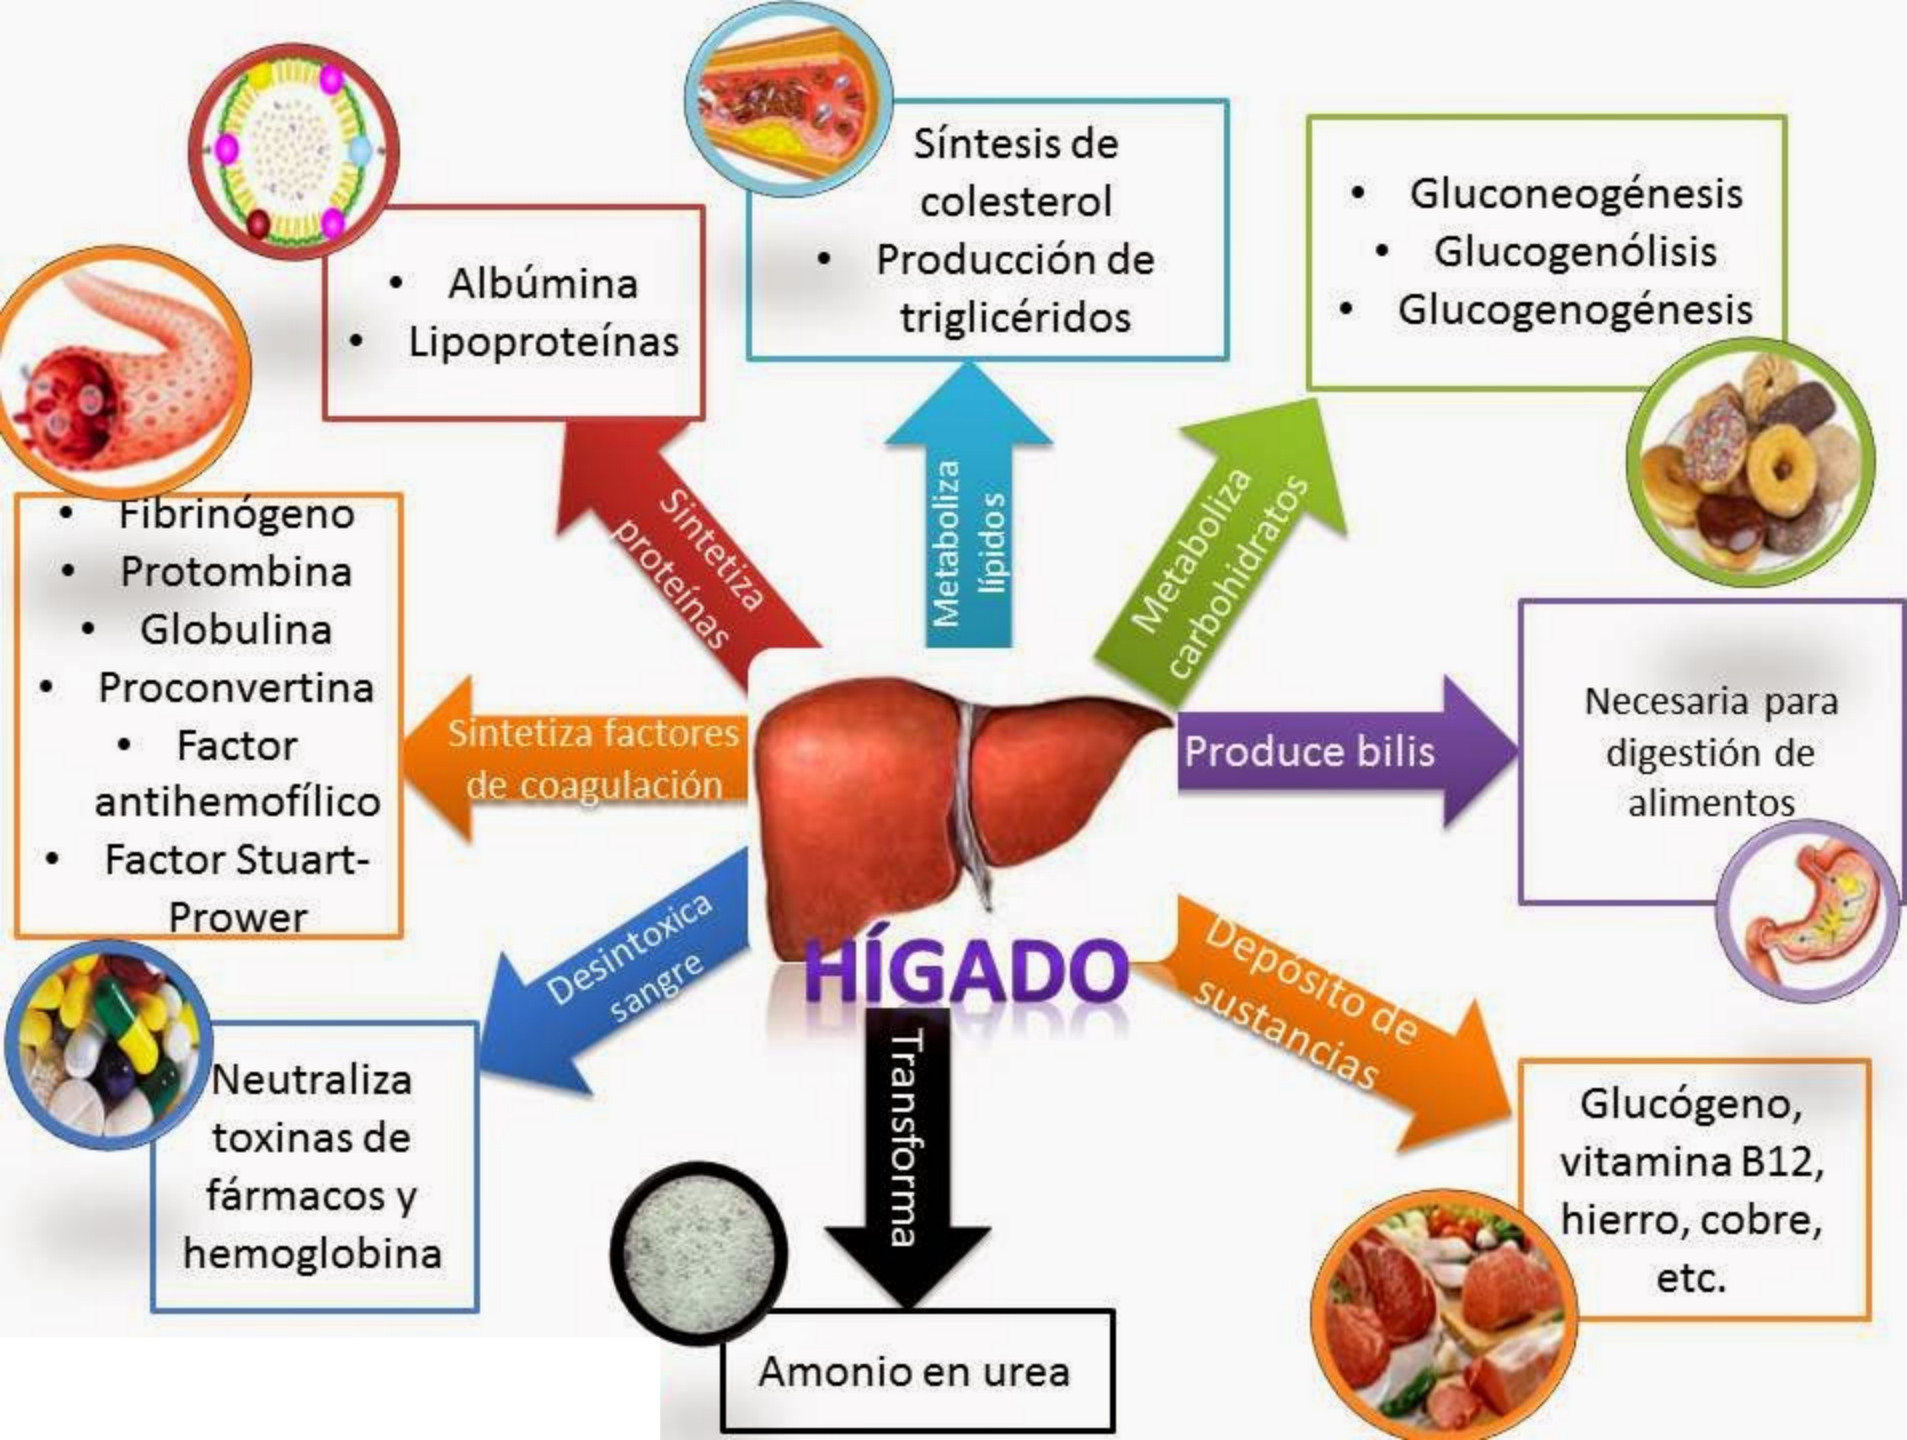 Síntesis de
colesterol
• Producción de
triglicéridos
• Gluconeogénesis
• Glucogenólisis
• Glucogenogénesis
• Albúmina
• Lipoproteínas
• Fibrinógeno
• Protombina
• Globulina
• Proconvertina
• Factor
antihemofílico
• Factor Stuart-
Prower
Sintetiza
proteínas
Metaboliza
lípidos
Metaboliza
carbohidratos
Sintetiza factores
de coagulación
Produce bilis
Necesaria para
digestión de
alimentos
Desintoxica
sangre
HÍGADO
Depósito de
sustancias
Transforma
Neutraliza
toxinas de
fármacos y
hemoglobina
Glucógeno,
vitamina B12,
hierro, cobre,
etc.
Amonio en urea